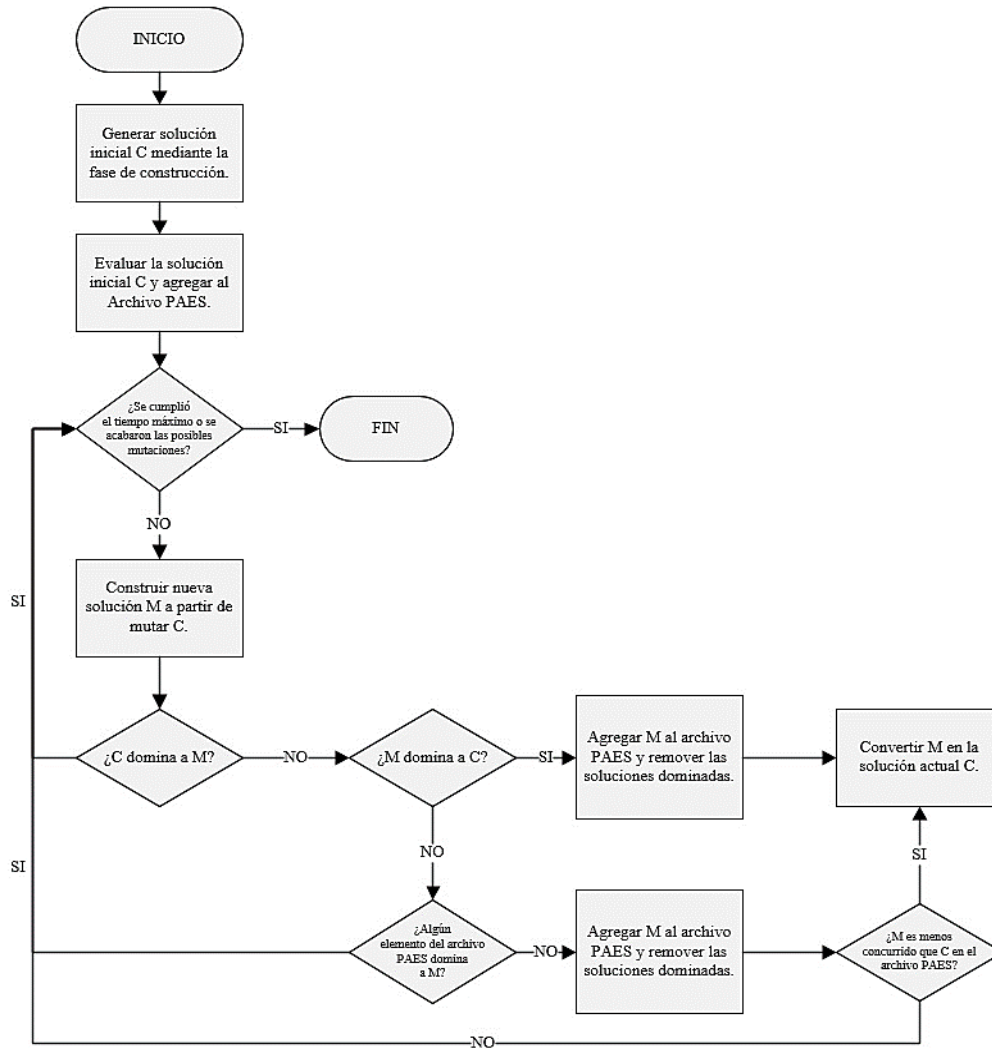 INICIO
Generar solución
inicial C mediante la
fase de construcción.
Evaluar la solución
inicial C y agregar al
Archivo PAES.
¿Se cumplió
el tiempo máximo o se
acabaron las posibles
mutaciones?
SI
FIN
NO
Construir nueva
solución M a partir de
mutar C.
SI
¿C domina a M?
NO
¿M domina a C?
SI
Agregar M al archivo
PAES y remover las
soluciones dominadas.
Convertir M en la
solución actual C.
NO
SI
SI
¿Algún
elemento del archivo
PAES domina
a M?
NO
Agregar M al archivo
PAES y remover las
soluciones dominadas.
¿M es menos
concurrido que C en el
archivo PAES?
NO